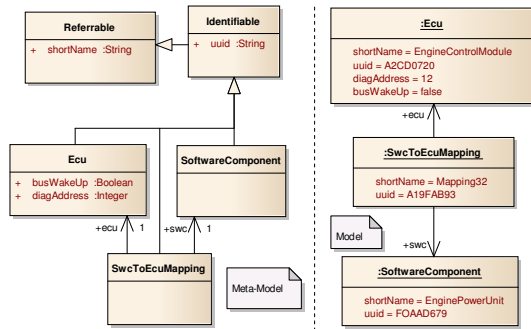 Referrable
+ shortName :String
Identifiable
+ uuid :String
Ecu
+ busWakeUp :Boolean
+ diagAddress :Integer
SoftwareComponent
+ecu 1
+swc 1
SwcToEcuMapping
Meta-Model
:Ecu
shortName = EngineControlModule
uuid = A2CD0720
diagAddress = 12
busWakeUp = false
+ecu
:SwcToEcuMapping
shortName = Mapping32
uuid = A19FAB93
Model
+swc
:SoftwareComponent
shortName = EnginePowerUnit
uuid = FOAAD679